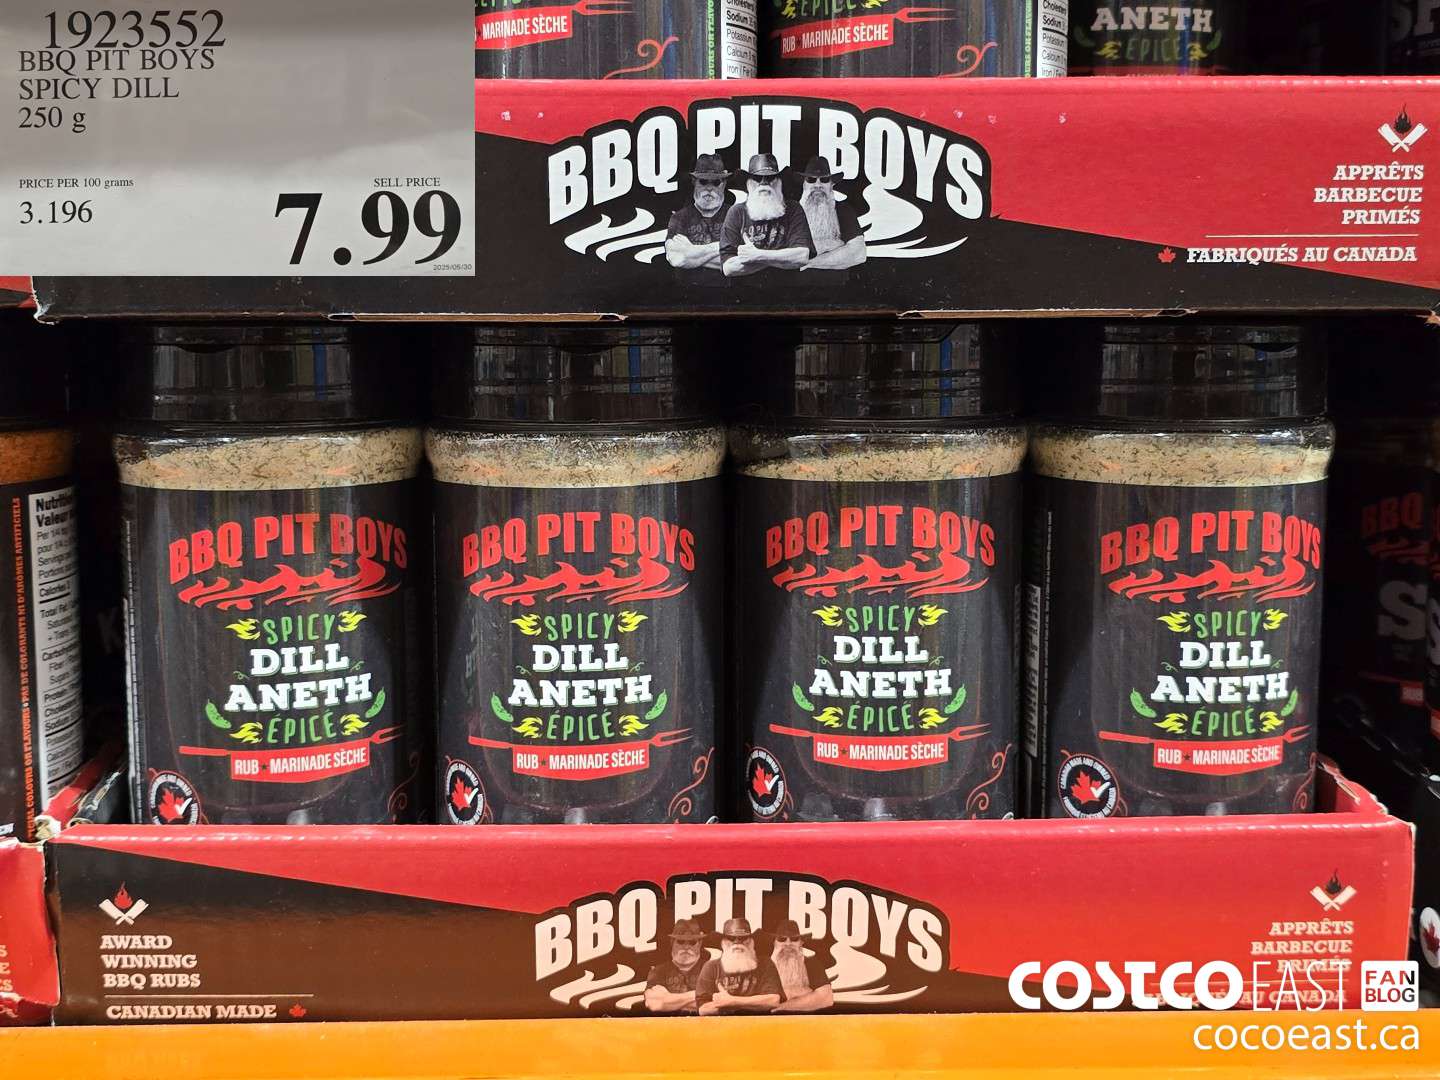 1923552
BBQ PIT BOYS
SPICY DILL
250 g
PRICE PER 100 grams
3.196
SELL PRICE
7.99
2025/05/30
MARINADE SÈCHE
RUB★MARINADE SÈCHE
ANETH
ÉPICÉ
BBQ PIT BOYS
APPRÊTS
BARBECUE
PRIMÉS
FABRIQUÉS AU CANADA
BBQ PIT BOYS
SPICY
DILL
ANETH
ÉPICÉ
RUB★MARINADE SÈCHE
BBQ PIT BOYS
SPICY
DILL
ANETH
ÉPICÉ
RUB★MARINADE SÈCHE
BBQ PIT BOYS
SPICY
DILL
ANETH
ÉPICÉ
RUB★MARINADE SÈCHE
BBQ PIT BOYS
SPICY
DILL
ANETH
ÉPICÉ
RUB★MARINADE SÈCHE
AWARD
WINNING
BBQ RUBS
CANADIAN MADE
BBQ PIT BOYS
APPRÊTS
BARBECUE
PRIMÉS
COSTCO EAST FAN BLOG
cocoeast.ca